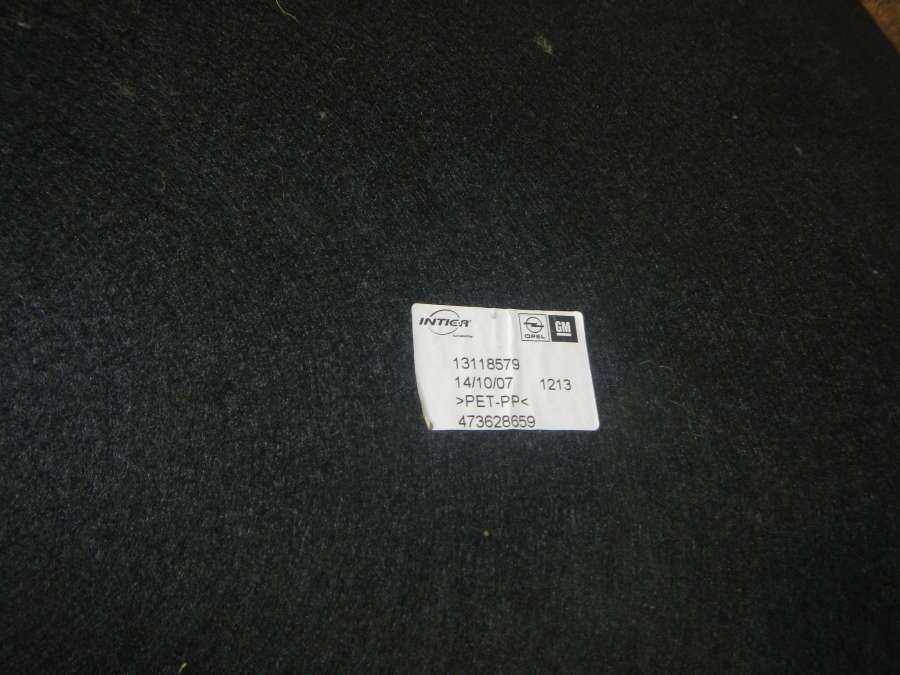 INTIER
OPEL GM
13118579
14/10/07 1213
>PET-PP<
473628659